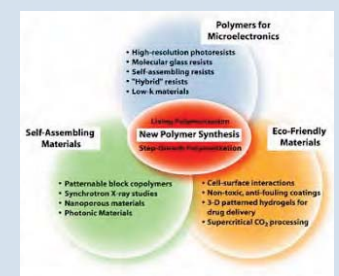 Polymers for
Microelectronics
• High-resolution photoresists
• Molecular glass resists
• Self-assembling resists
• "Hybrid" resists
• Low-k materials
Living Polymerization
New Polymer Synthesis
Step-Growth Polymerization
Self-Assembling
Materials
• Patternable block copolymers
• Synchrotron X-ray studies
• Nanoporous materials
• Photonic Materials
Eco-Friendly
Materials
• Cell-surface interactions
• Non-toxic, anti-fouling coatings
• 3-D patterned hydrogels for
drug delivery
• Supercritical CO₂ processing